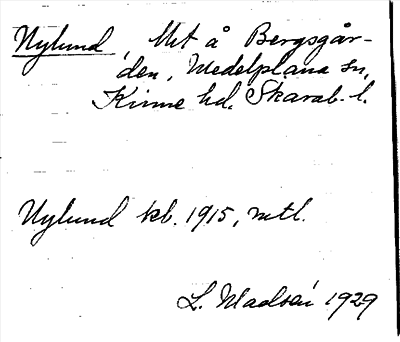 Nylund, Ut å Bergsgår-
den, Medelplana sn,
Kinne hd. Skarab. l.
Nylund kb. 1915, mtl.
L. Madsén 1929